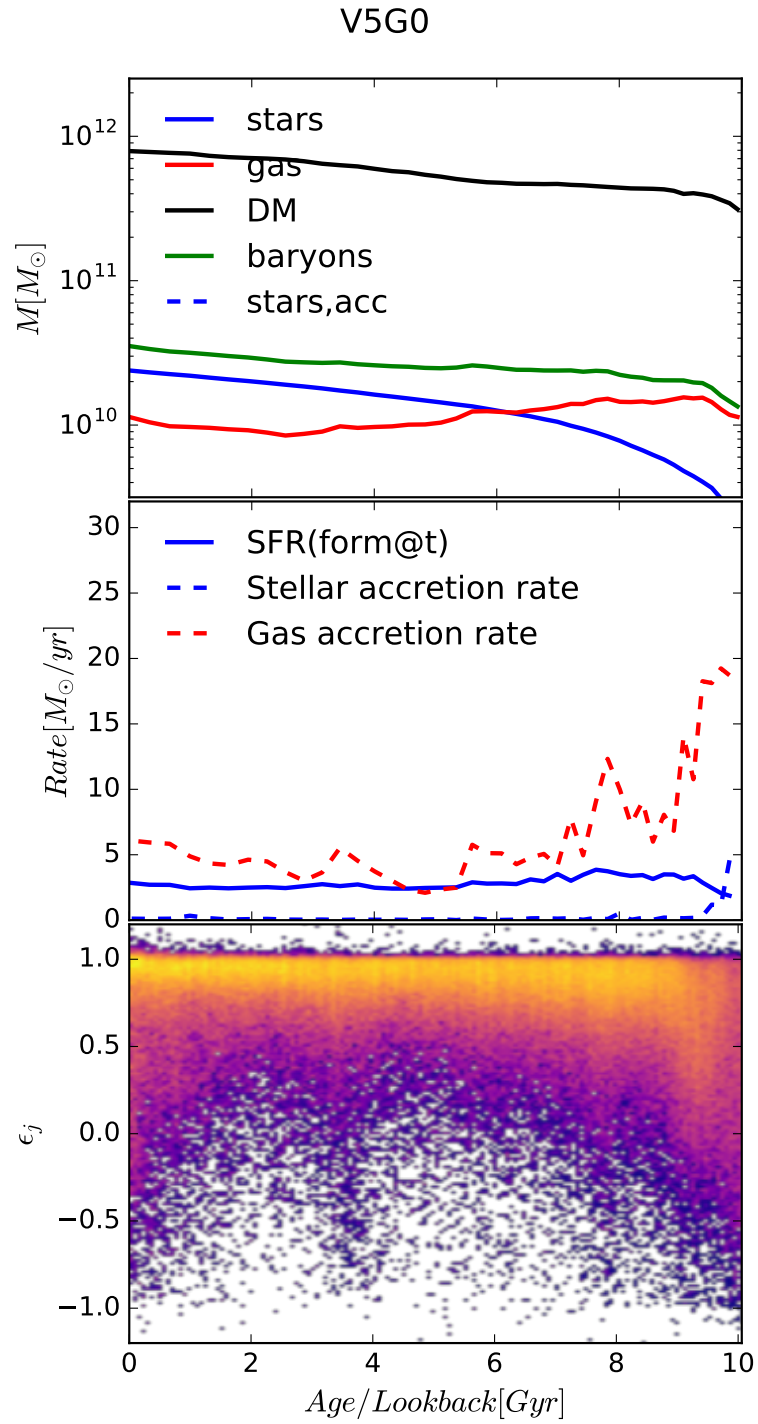 V5G0
10^12
10^11
10^10
M[M_⊙]
stars
gas
DM
baryons
stars,acc
30
25
20
15
10
5
0
Rate[M_⊙/yr]
SFR(form@t)
Stellar accretion rate
Gas accretion rate
1.0
0.5
0.0
−0.5
−1.0
ϵ_j
0 2 4 6 8 10
Age/Lookback[Gyr]